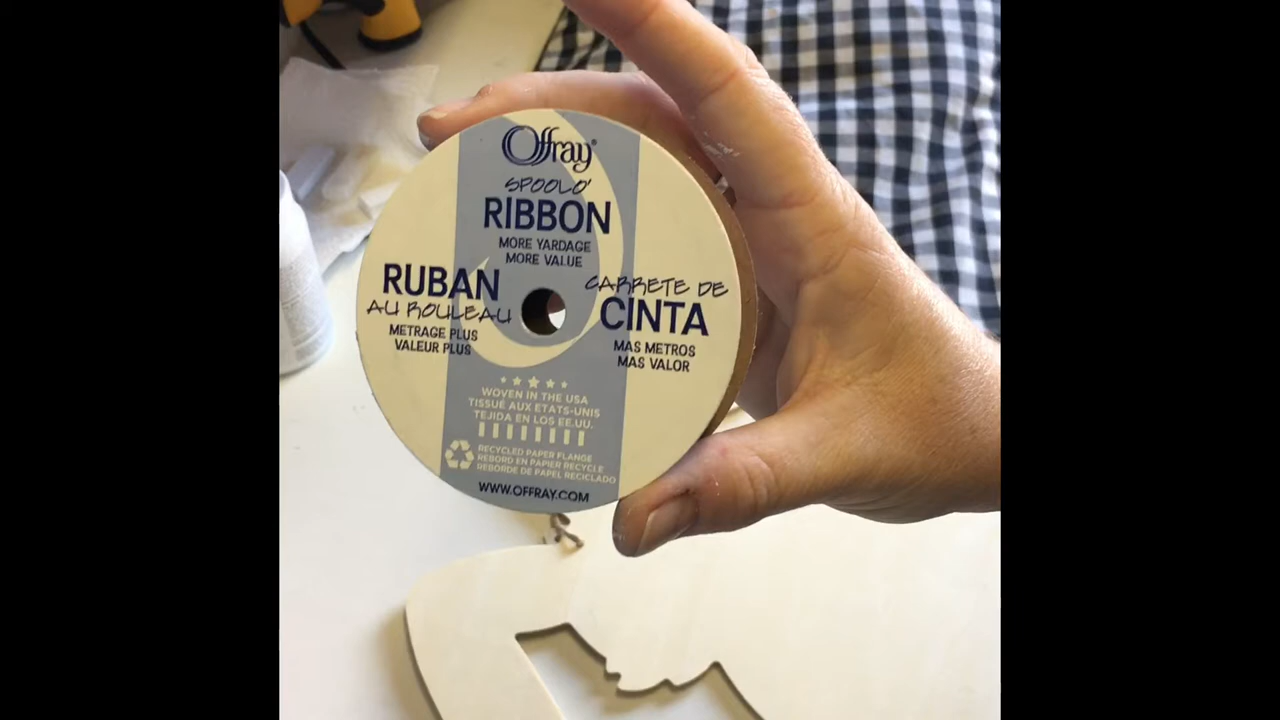 Offray®
SPOOLO'
RIBBON
MORE YARDAGE
MORE VALUE
RUBAN
AU ROULEAU
METRAGE PLUS
VALEUR PLUS
CARRETE DE
CINTA
MAS METROS
MAS VALOR
WOVEN IN THE USA
TISSUÉ AUX ETATS-UNIS
TEJIDA EN LOS EE.UU.
RECYCLED PAPER FLANGE
REBORD EN PAPIER RECYCLE
REBORDE DE PAPEL RECICLADO
WWW.OFFRAY.COM